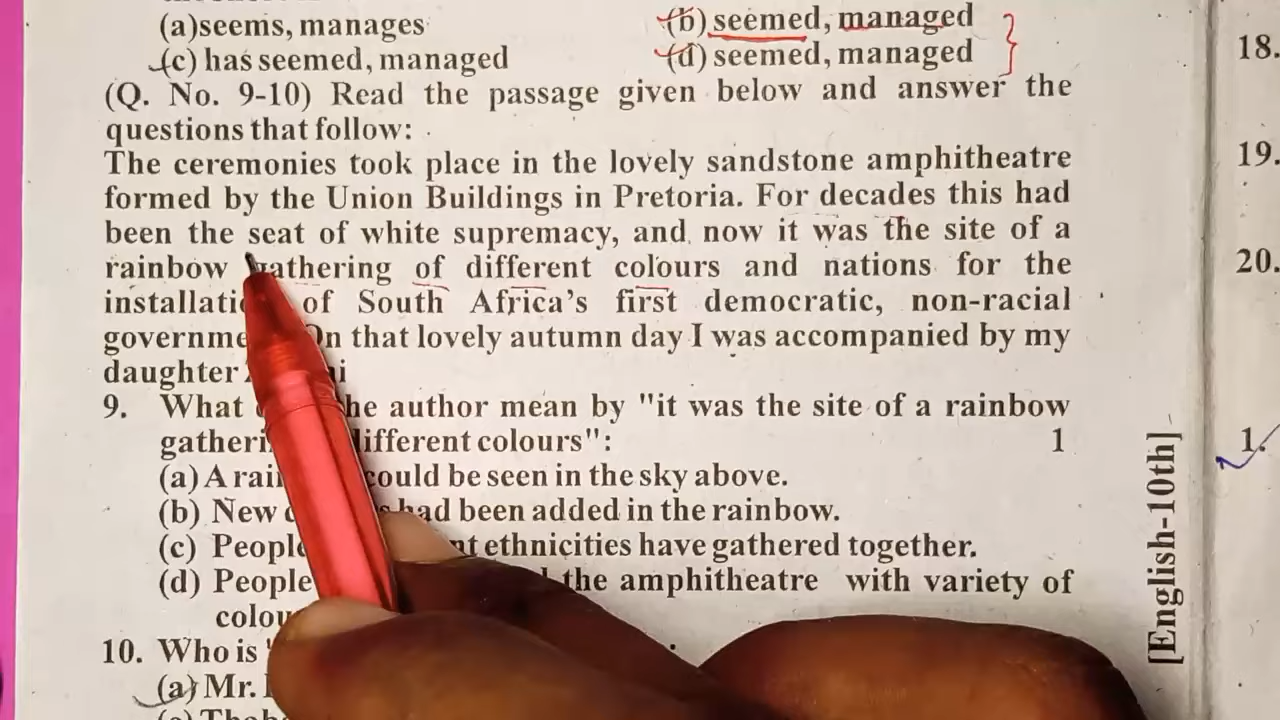 (a)seems, manages (b) seemed, managed
(c) has seemed, managed (d) seemed, managed
(Q. No. 9-10) Read the passage given below and answer the
questions that follow:
The ceremonies took place in the lovely sandstone amphitheatre
formed by the Union Buildings in Pretoria. For decades this had
been the seat of white supremacy, and now it was the site of a
rainbow gathering of different colours and nations for the
of South Africa's first democratic, non-racial
On that lovely autumn day I was accompanied by my
daughter
9. What the author mean by "it was the site of a rainbow
different colours": 1
(a) A could be seen in the sky above.
(b) New had been added in the rainbow.
(c) ethnicities have gathered together.
(d) People the amphitheatre with variety of
10. Who is
(a) Mr.
[English-10th]
18.
19.
20.
1.